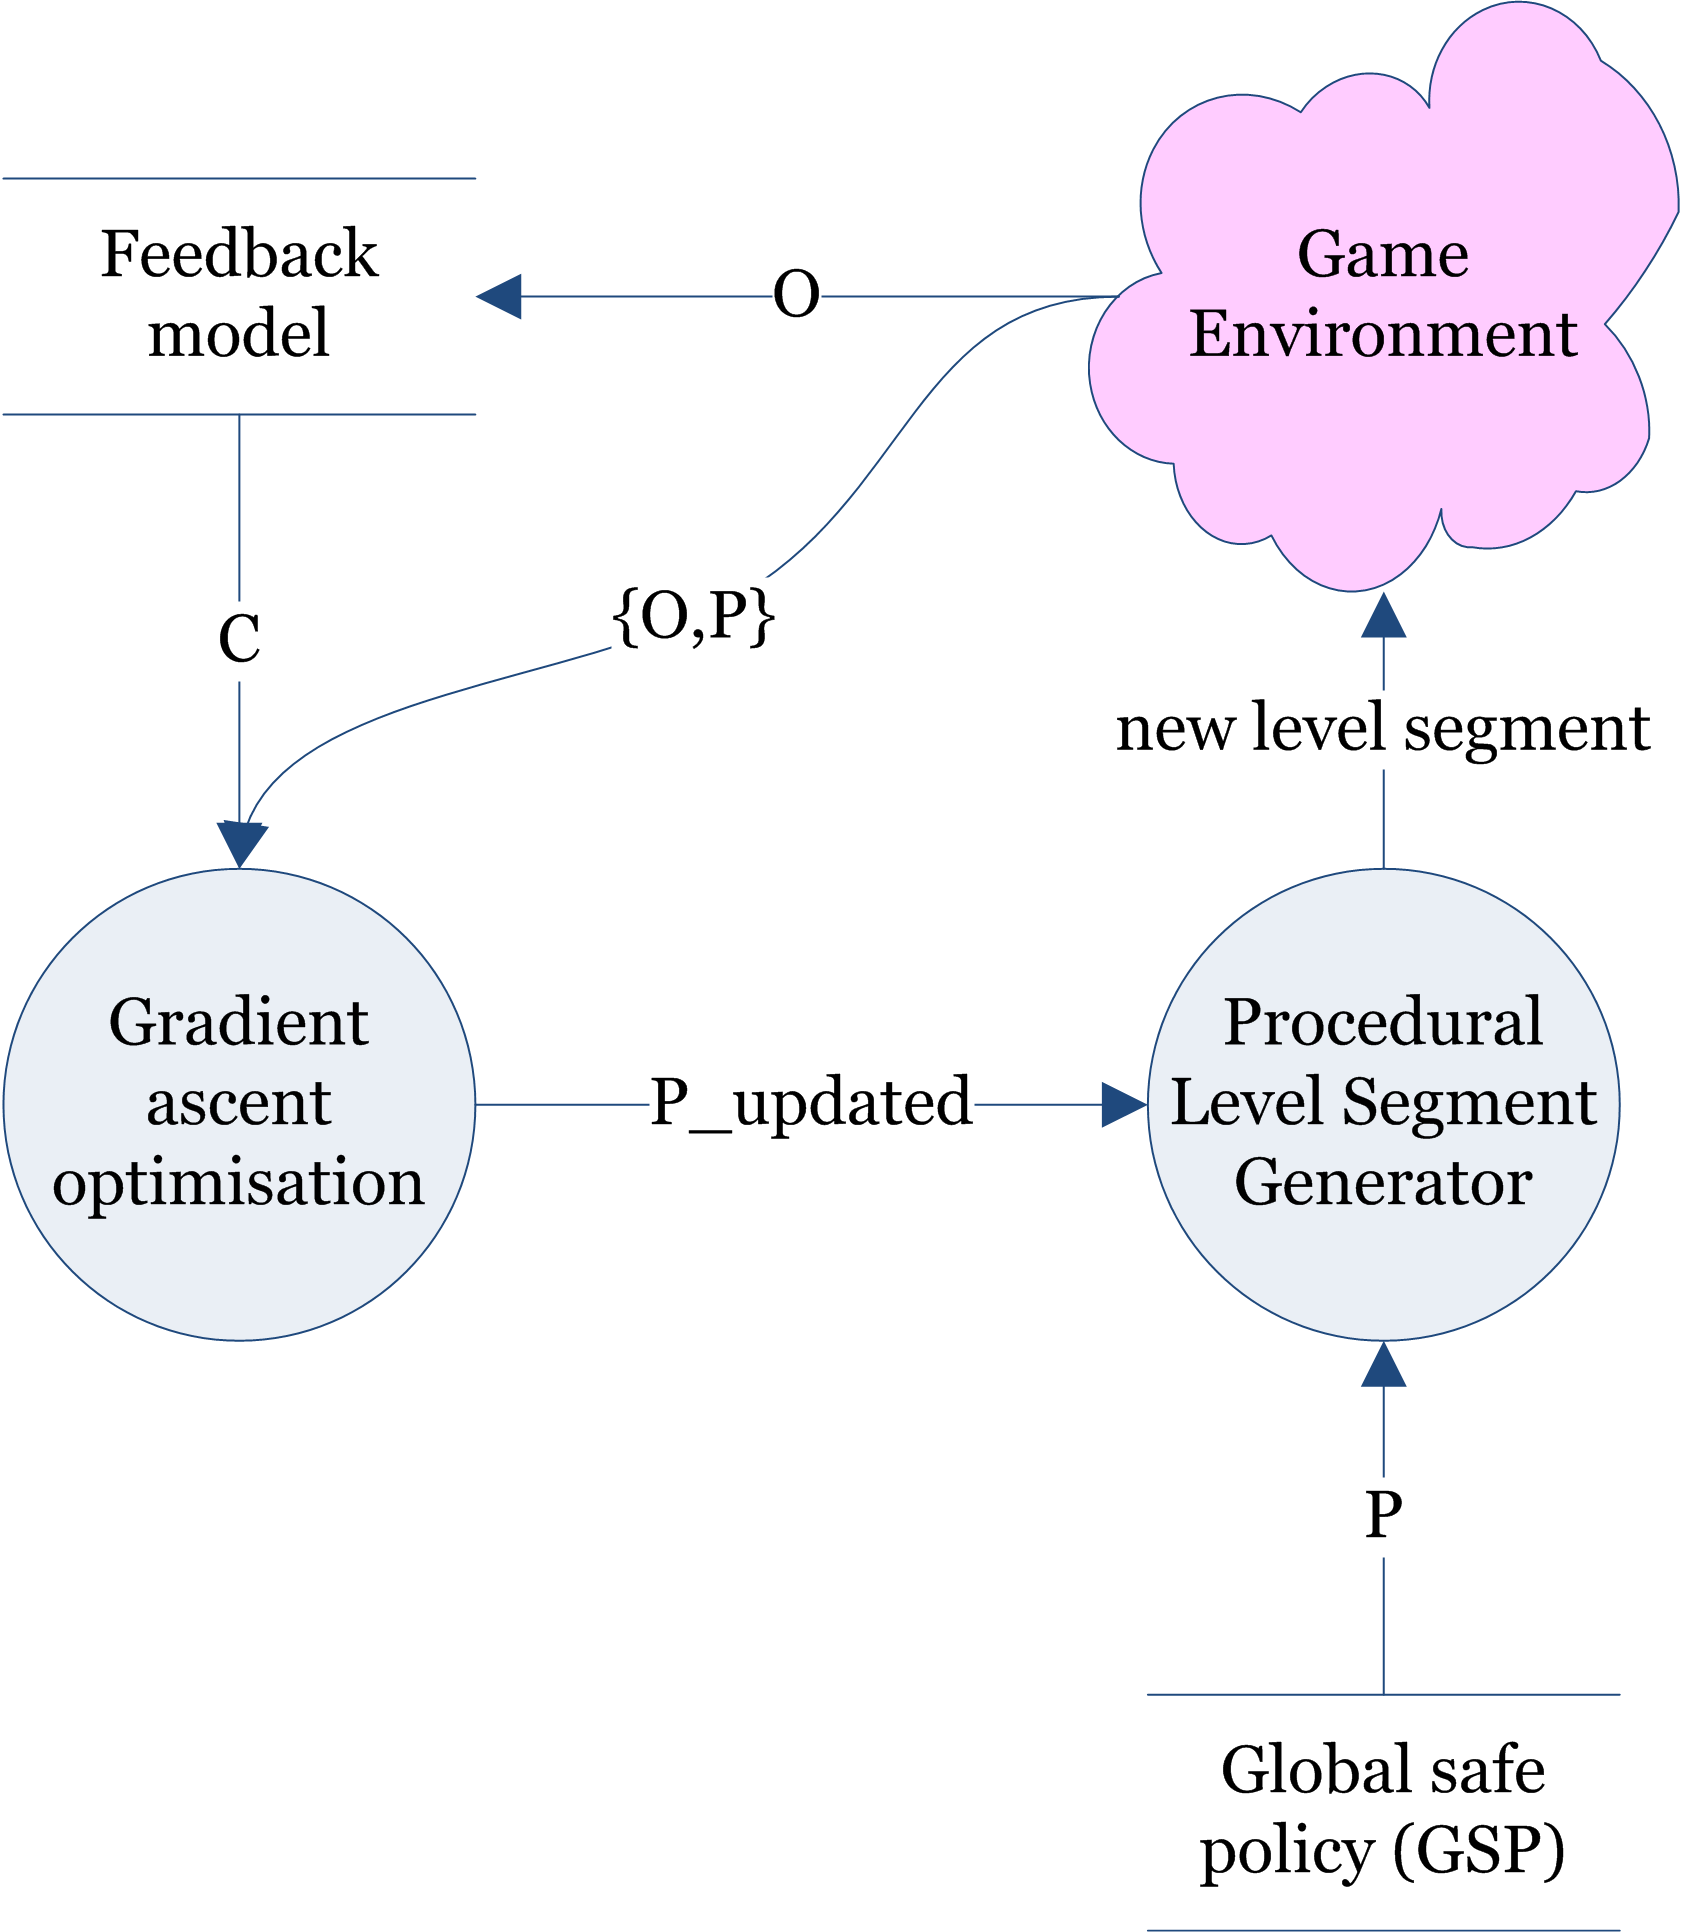 Game
Environment
Feedback
model
O
C
{O,P}
new level segment
Gradient
ascent
optimisation
P_updated
Procedural
Level Segment
Generator
P
Global safe
policy (GSP)